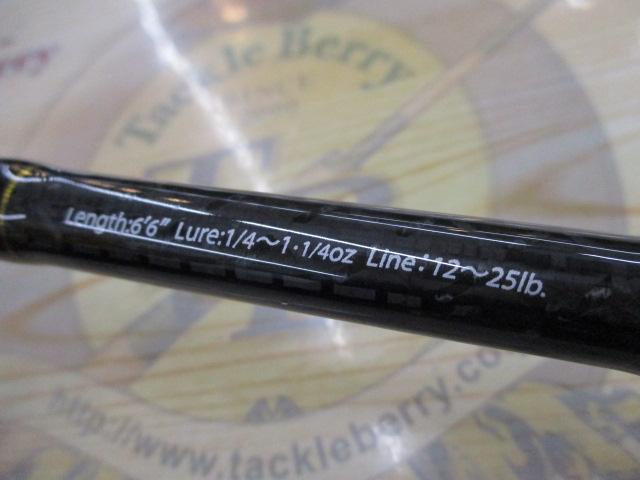 Tackle Berry
Length:6'6" Lure:1/4～1・1/4oz Line:12～25lb.
http://www.tackleberry.co